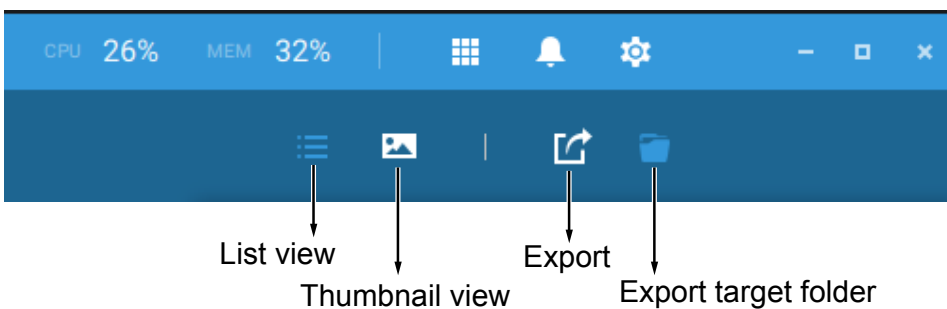 CPU 26% MEM 32%
List view
Export
Thumbnail view
Export target folder